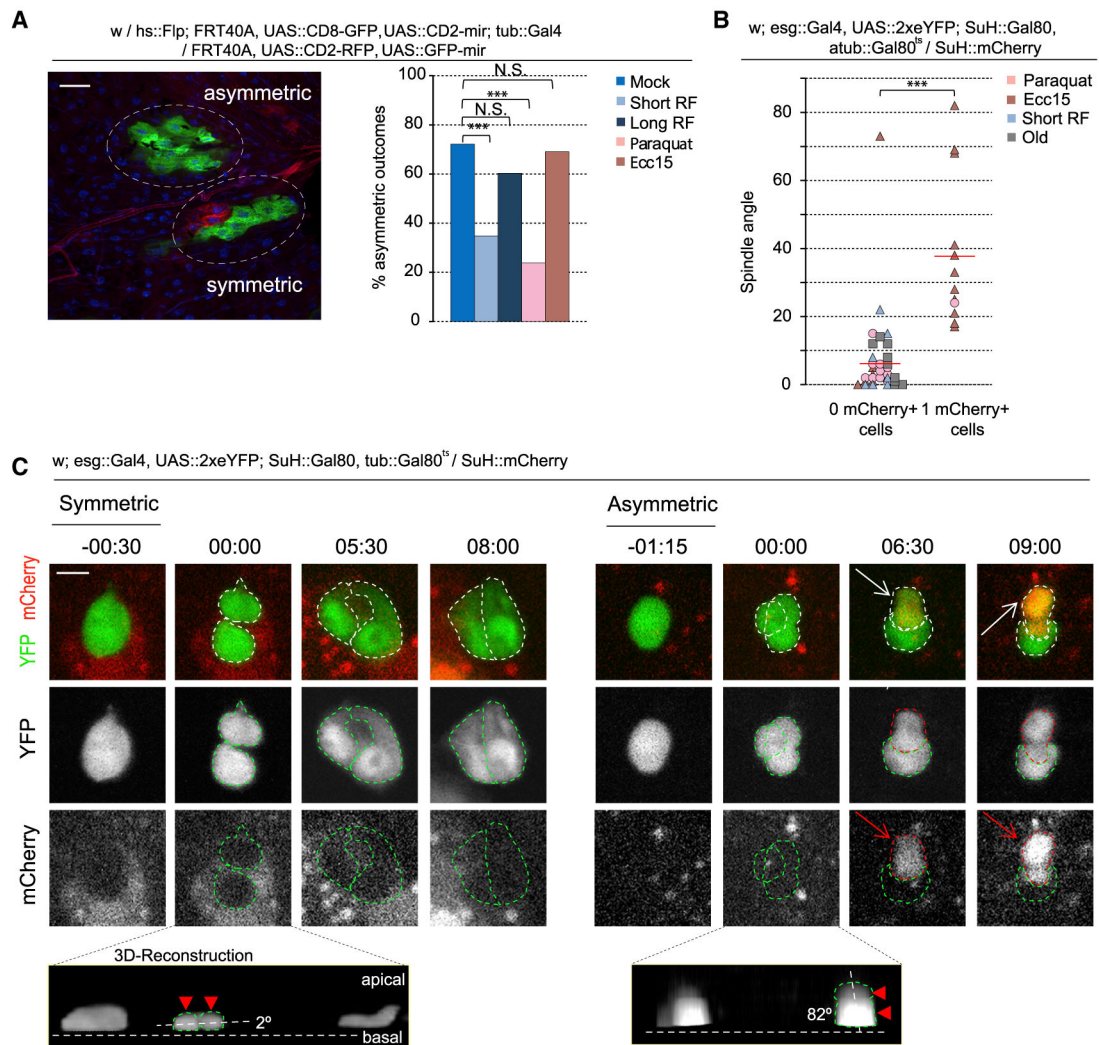 A
w / hs::Flp; FRT40A, UAS::CD8-GFP, UAS::CD2-mir; tub::Gal4
/ FRT40A, UAS::CD2-RFP, UAS::GFP-mir
asymmetric
symmetric
% asymmetric outcomes
100
80
60
40
20
0
N.S.
***
N.S.
***
Mock
Short RF
Long RF
Paraquat
Ecc15
B
w; esg::Gal4, UAS::2xeYFP; SuH::Gal80,
atub::Gal80ts / SuH::mCherry
Spindle angle
80
60
40
20
0
***
Paraquat
Ecc15
Short RF
Old
0 mCherry+ 1 mCherry+
cells cells
C
w; esg::Gal4, UAS::2xeYFP; SuH::Gal80, tub::Gal80ts / SuH::mCherry
Symmetric
Asymmetric
-00:30 00:00 05:30 08:00
-01:15 00:00 06:30 09:00
YFP mCherry
YFP
mCherry
3D-Reconstruction
apical
2º
basal
82º